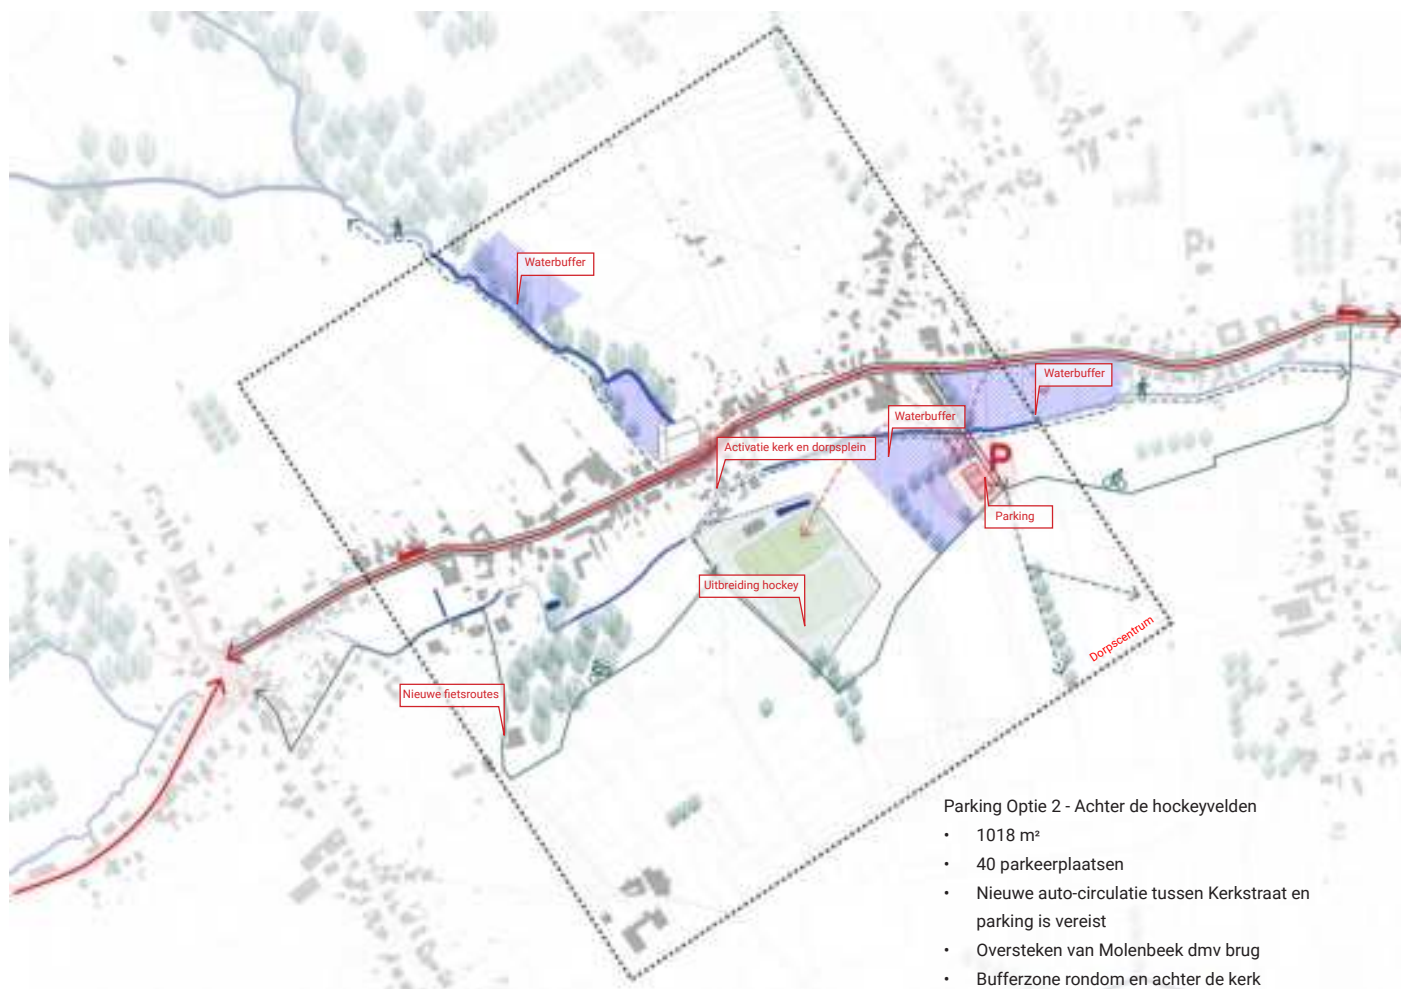 Waterbuffer
Waterbuffer
Waterbuffer
Activatie kerk en dorpsplein
P
Parking
Uitbreiding hockey
Dorpscentrum
Nieuwe fietsroutes
Parking Optie 2 - Achter de hockeyvelden
• 1018 m²
• 40 parkeerplaatsen
• Nieuwe auto-circulatie tussen Kerkstraat en
parking is vereist
• Oversteken van Molenbeek dmv brug
• Bufferzone rondom en achter de kerk